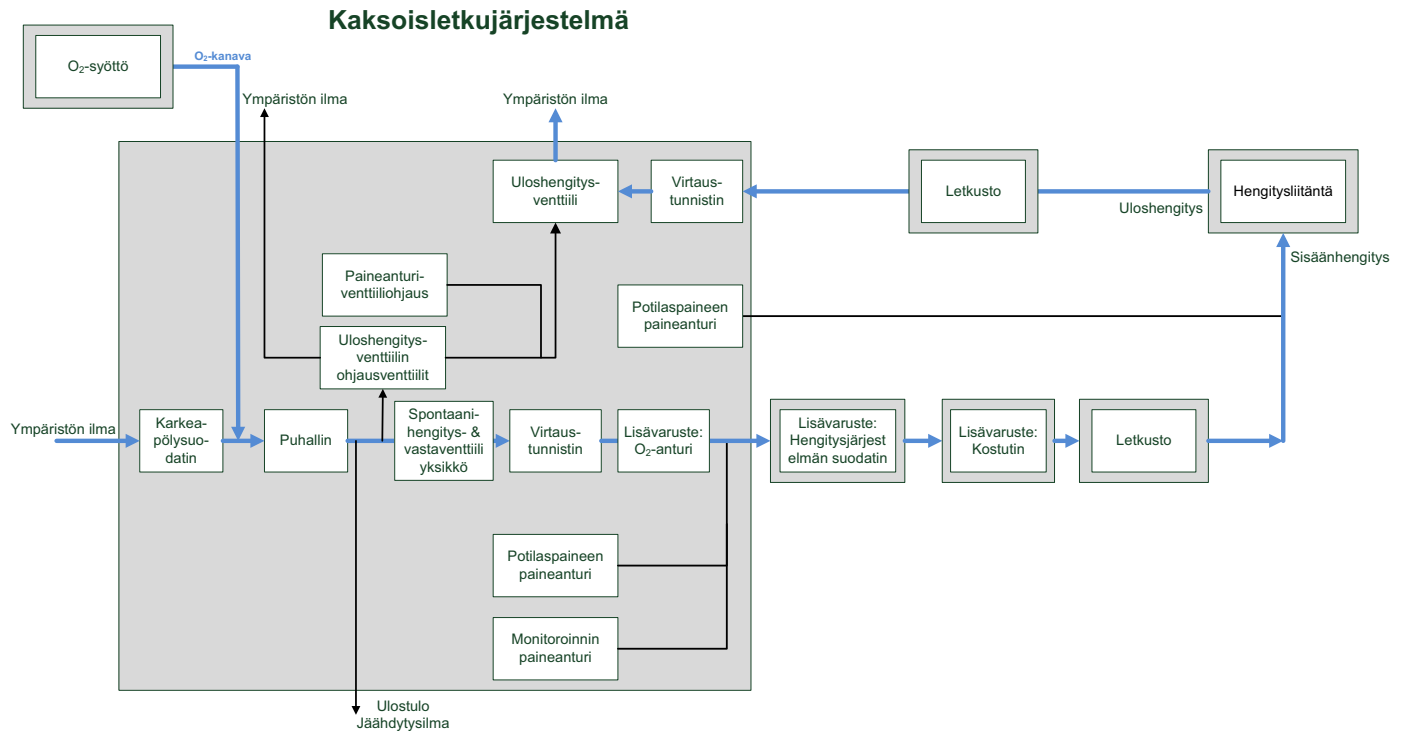 Kaksoisletkujärjestelmä
O₂-syöttö
O₂-kanava
Ympäristön ilma
Ympäristön ilma
Uloshengitys-
venttiili
Virtaus-
tunnistin
Letkusto
Hengitysliitäntä
Uloshengitys
Sisäänhengitys
Paineanturi-
venttiiliohjaus
Potilaspaineen
paineanturi
Uloshengitys-
venttiilin
ohjausventtiilit
Ympäristön ilma
Karkea-
pölysuo-
datin
Puhallin
Spontaani-
hengitys- &
vastaventtiili
yksikkö
Virtaus-
tunnistin
Lisävaruste:
O₂-anturi
Lisävaruste:
Hengitysjärjest
elmän suodatin
Lisävaruste:
Kostutin
Letkusto
Potilaspaineen
paineanturi
Monitoroinnin
paineanturi
Ulostulo
Jäähdytysilma